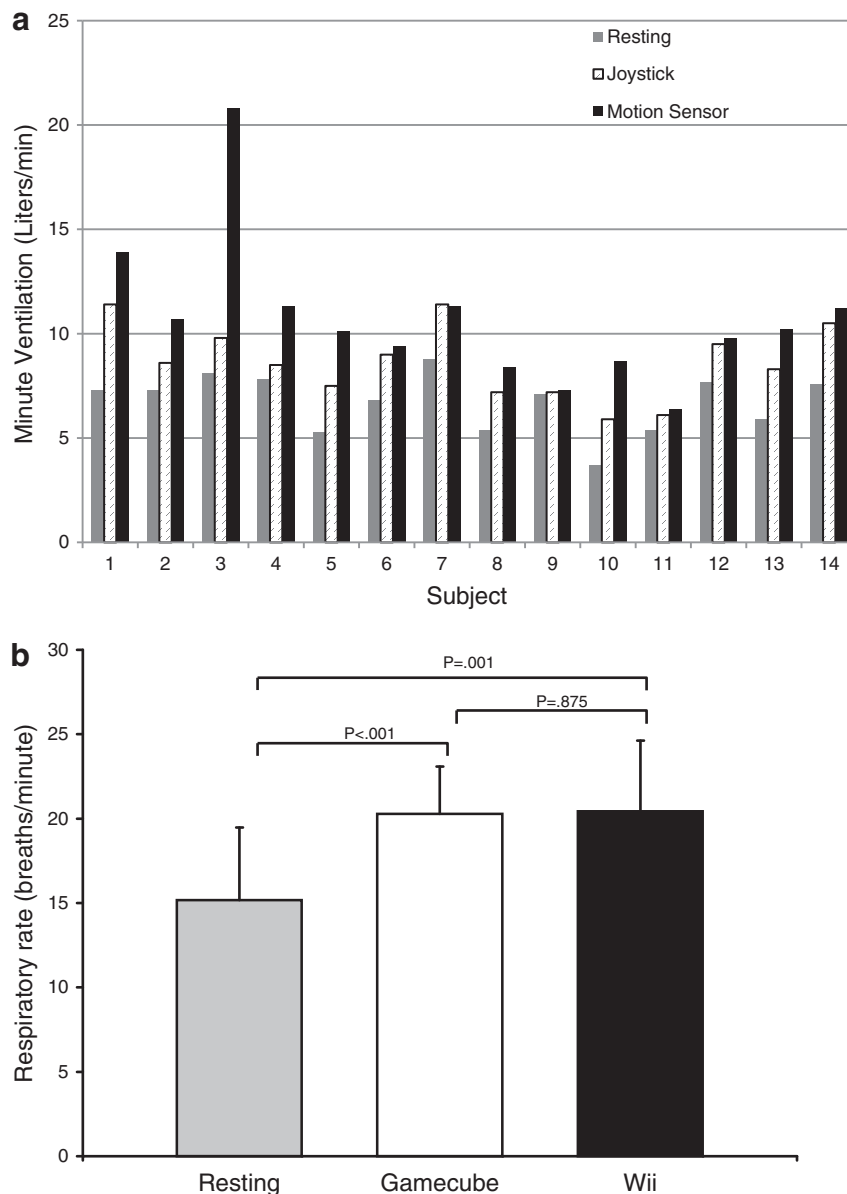 a
Minute Ventilation (Liters/min)
25
20
15
10
5
0
Resting
Joystick
Motion Sensor
1 2 3 4 5 6 7 8 9 10 11 12 13 14
Subject
b
Respiratory rate (breaths/minute)
30
25
20
15
10
5
0
P=.001
P=.875
P<.001
Resting Gamecube Wii